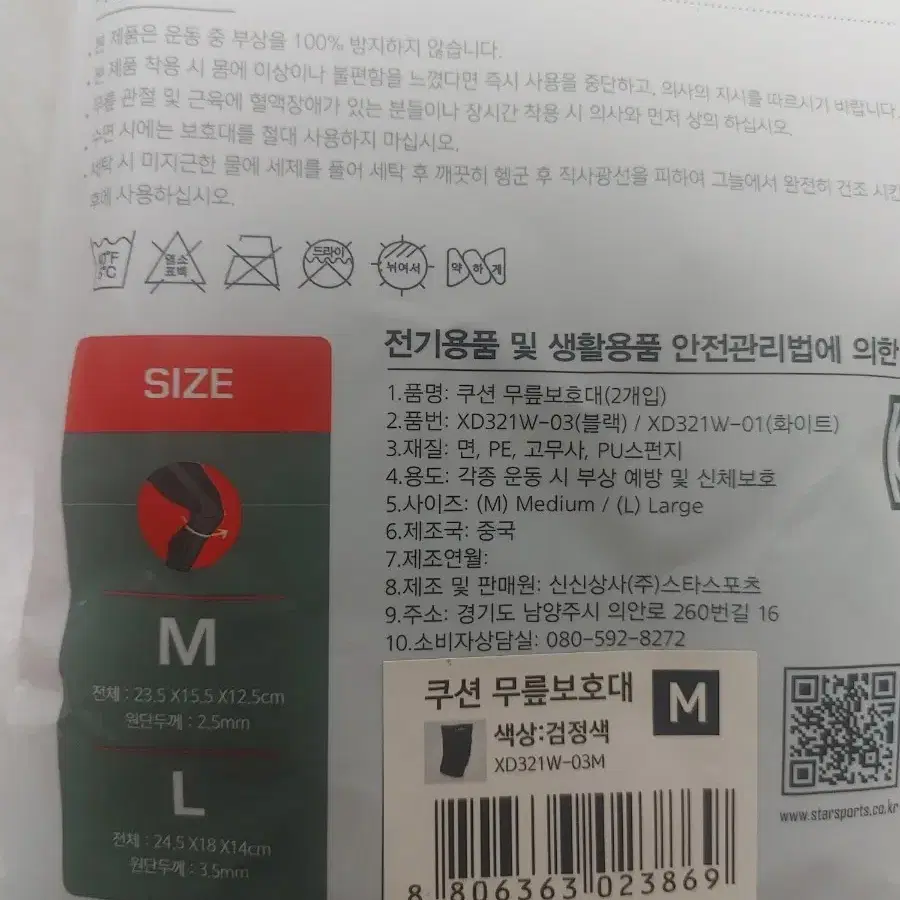 본 제품은 운동 중 부상을 100% 방지하지 않습니다.
본 제품 착용 시 몸에 이상이나 불편함을 느꼈다면 즉시 사용을 중단하고, 의사의 지시를 따르시기 바랍니다.
무릎 관절 및 근육에 혈액장애가 있는 분들이나 장시간 착용 시 의사와 먼저 상의 하십시오.
수면 시에는 보호대를 절대 사용하지 마십시오.
세탁 시 미지근한 물에 세제를 풀어 세탁 후 깨끗히 헹군 후 직사광선을 피하여 그늘에서 완전히 건조 시킨
후에 사용하십시오.
염소 표백
드라이
뉘여서
약하게
전기용품 및 생활용품 안전관리법에 의한
SIZE
M
전체 : 23.5 X15.5 X12.5cm
원단두께 : 2.5mm
L
전체 : 24.5 X18 X14cm
원단두께 : 3.5mm
1.품명: 쿠션 무릎보호대(2개입)
2.품번: XD321W-03(블랙) / XD321W-01(화이트)
3.재질: 면, PE, 고무사, PU스펀지
4.용도: 각종 운동 시 부상 예방 및 신체보호
5.사이즈: (M) Medium / (L) Large
6.제조국: 중국
7.제조연월:
8.제조 및 판매원: 신신상사(주)스타스포츠
9.주소: 경기도 남양주시 의안로 260번길 16
10.소비자상담실: 080-592-8272
쿠션 무릎보호대 M
색상:검정색
XD321W-03M
8 806363 023869
www.starsports.co.kr